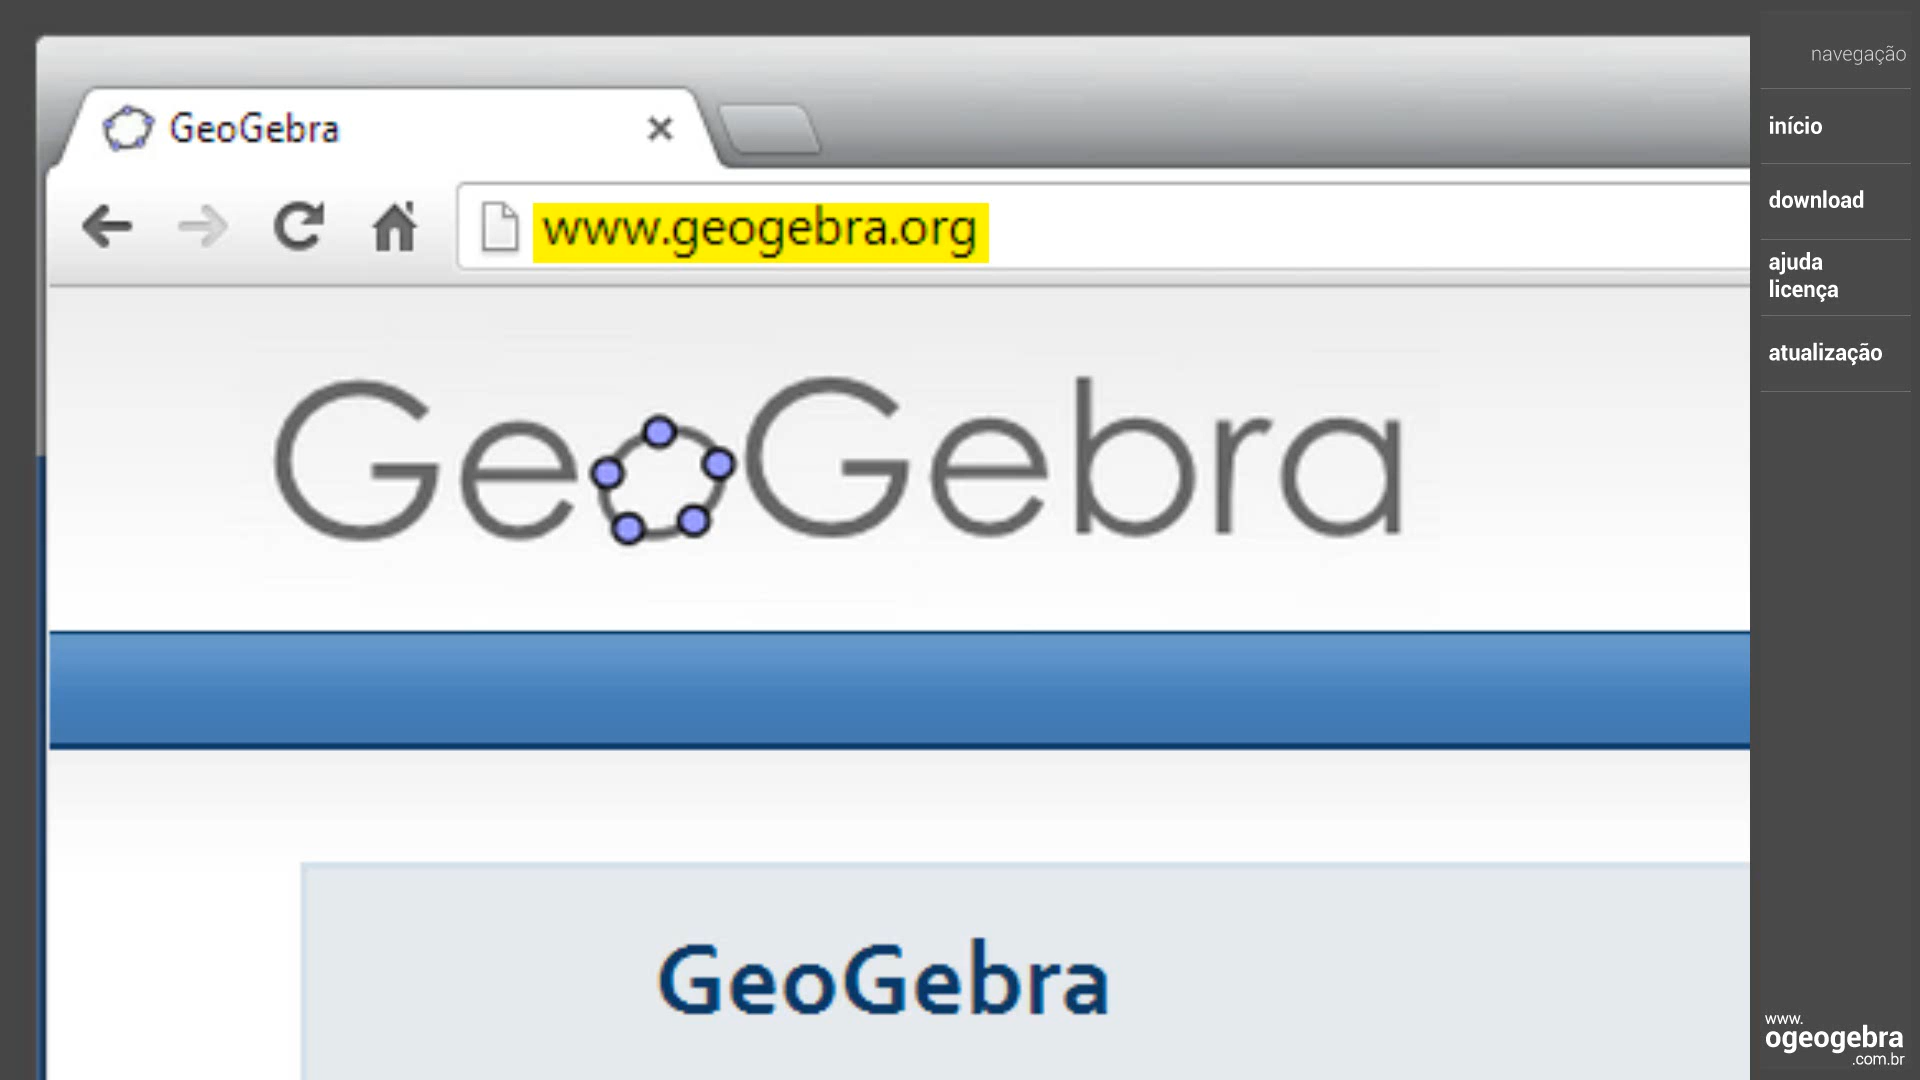 GeoGebra
www.geogebra.org
GeoGebra
GeoGebra
navegação
início
download
ajuda
licença
atualização
www.
ogeogebra
.com.br